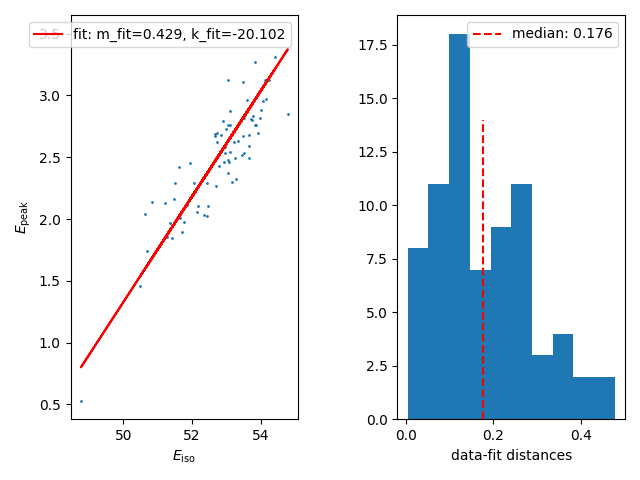 fit: m_fit=0.429, k_fit=-20.102
3.5
3.0
2.5
2.0
1.5
1.0
0.5
50 52 54
E_iso
E_peak
median: 0.176
17.5
15.0
12.5
10.0
7.5
5.0
2.5
0.0
0.0 0.2 0.4
data-fit distances